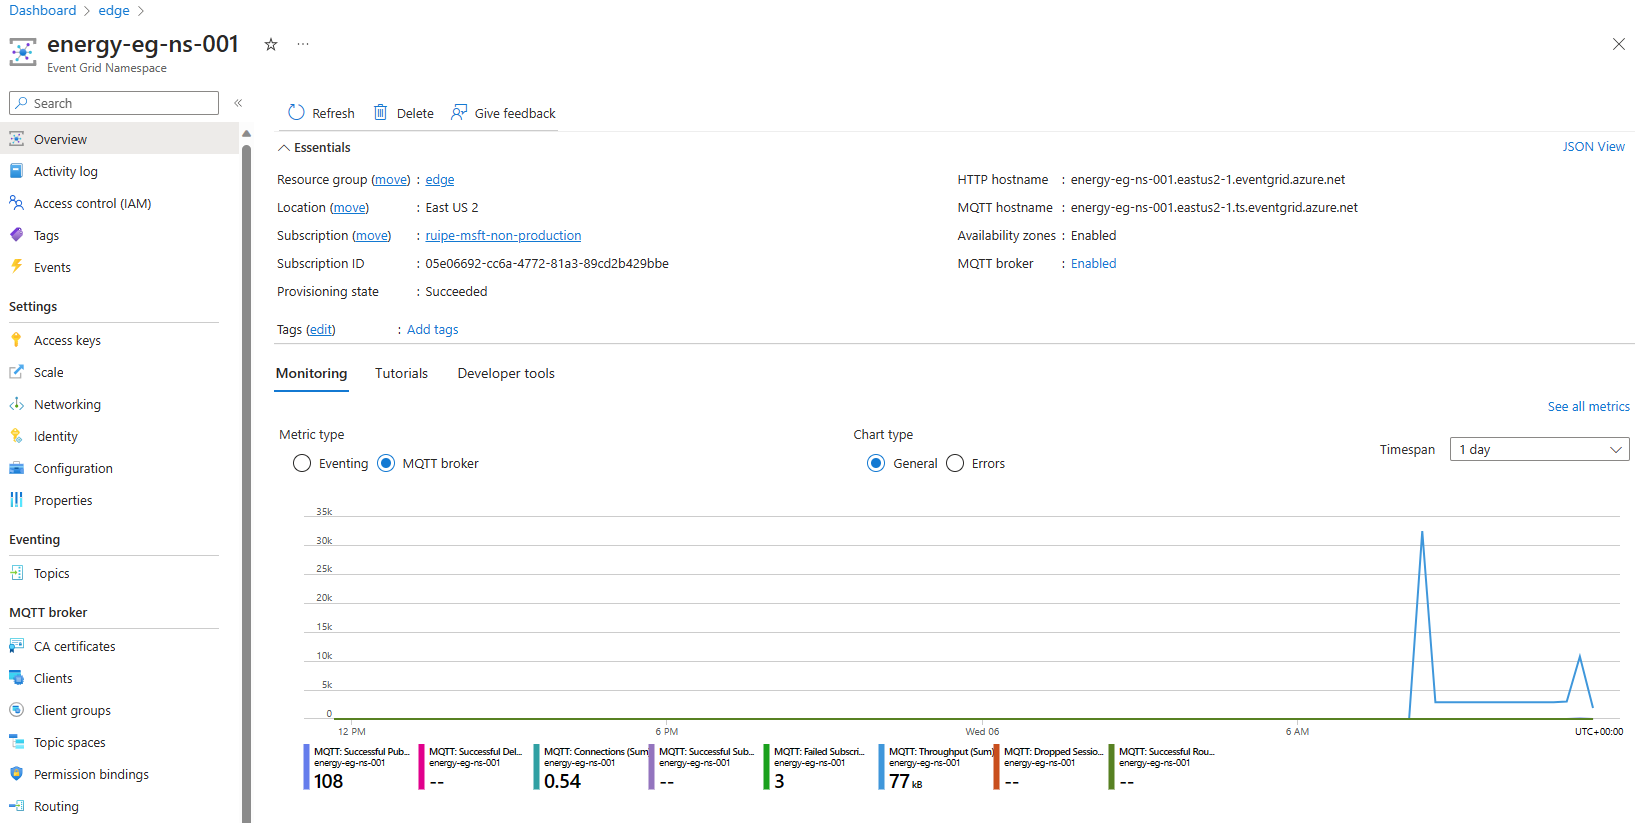 Dashboard > edge >
energy-eg-ns-001
Event Grid Namespace
Search
Overview
Activity log
Access control (IAM)
Tags
Events
Settings
Access keys
Scale
Networking
Identity
Configuration
Properties
Eventing
Topics
MQTT broker
CA certificates
Clients
Client groups
Topic spaces
Permission bindings
Routing
Refresh Delete Give feedback
Essentials
JSON View
Resource group (move) : edge
Location (move) : East US 2
Subscription (move) : ruipe-msft-non-production
Subscription ID : 05e06692-cc6a-4772-81a3-89cd2b429bbe
Provisioning state : Succeeded
HTTP hostname : energy-eg-ns-001.eastus2-1.eventgrid.azure.net
MQTT hostname : energy-eg-ns-001.eastus2-1.ts.eventgrid.azure.net
Availability zones : Enabled
MQTT broker : Enabled
Tags (edit) : Add tags
Monitoring Tutorials Developer tools
See all metrics
Metric type
Eventing MQTT broker
Chart type
General Errors
Timespan 1 day
35k
30k
25k
20k
15k
10k
5k
0
12 PM 6 PM Wed 06 6 AM UTC+00:00
MQTT: Successful Pub...
energy-eg-ns-001
108
MQTT: Successful Del...
energy-eg-ns-001
--
MQTT: Connections (Sum)
energy-eg-ns-001
0.54
MQTT: Successful Sub...
energy-eg-ns-001
--
MQTT: Failed Subscri...
energy-eg-ns-001
3
MQTT: Throughput (Sum)
energy-eg-ns-001
77 kB
MQTT: Dropped Sessio...
energy-eg-ns-001
--
MQTT: Successful Rou...
energy-eg-ns-001
--